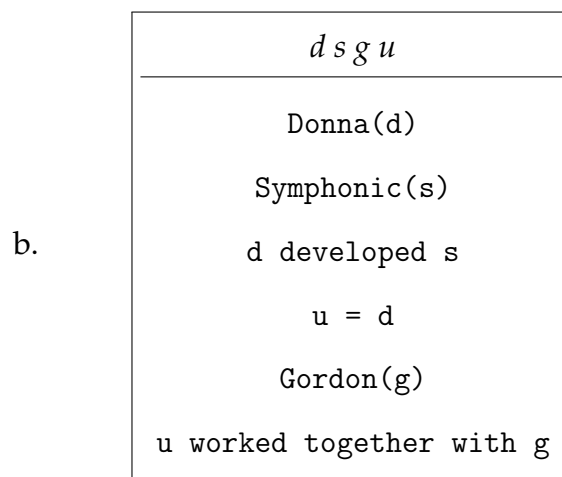 d s g u
Donna(d)
Symphonic(s)
b.
d developed s
u = d
Gordon(g)
u worked together with g